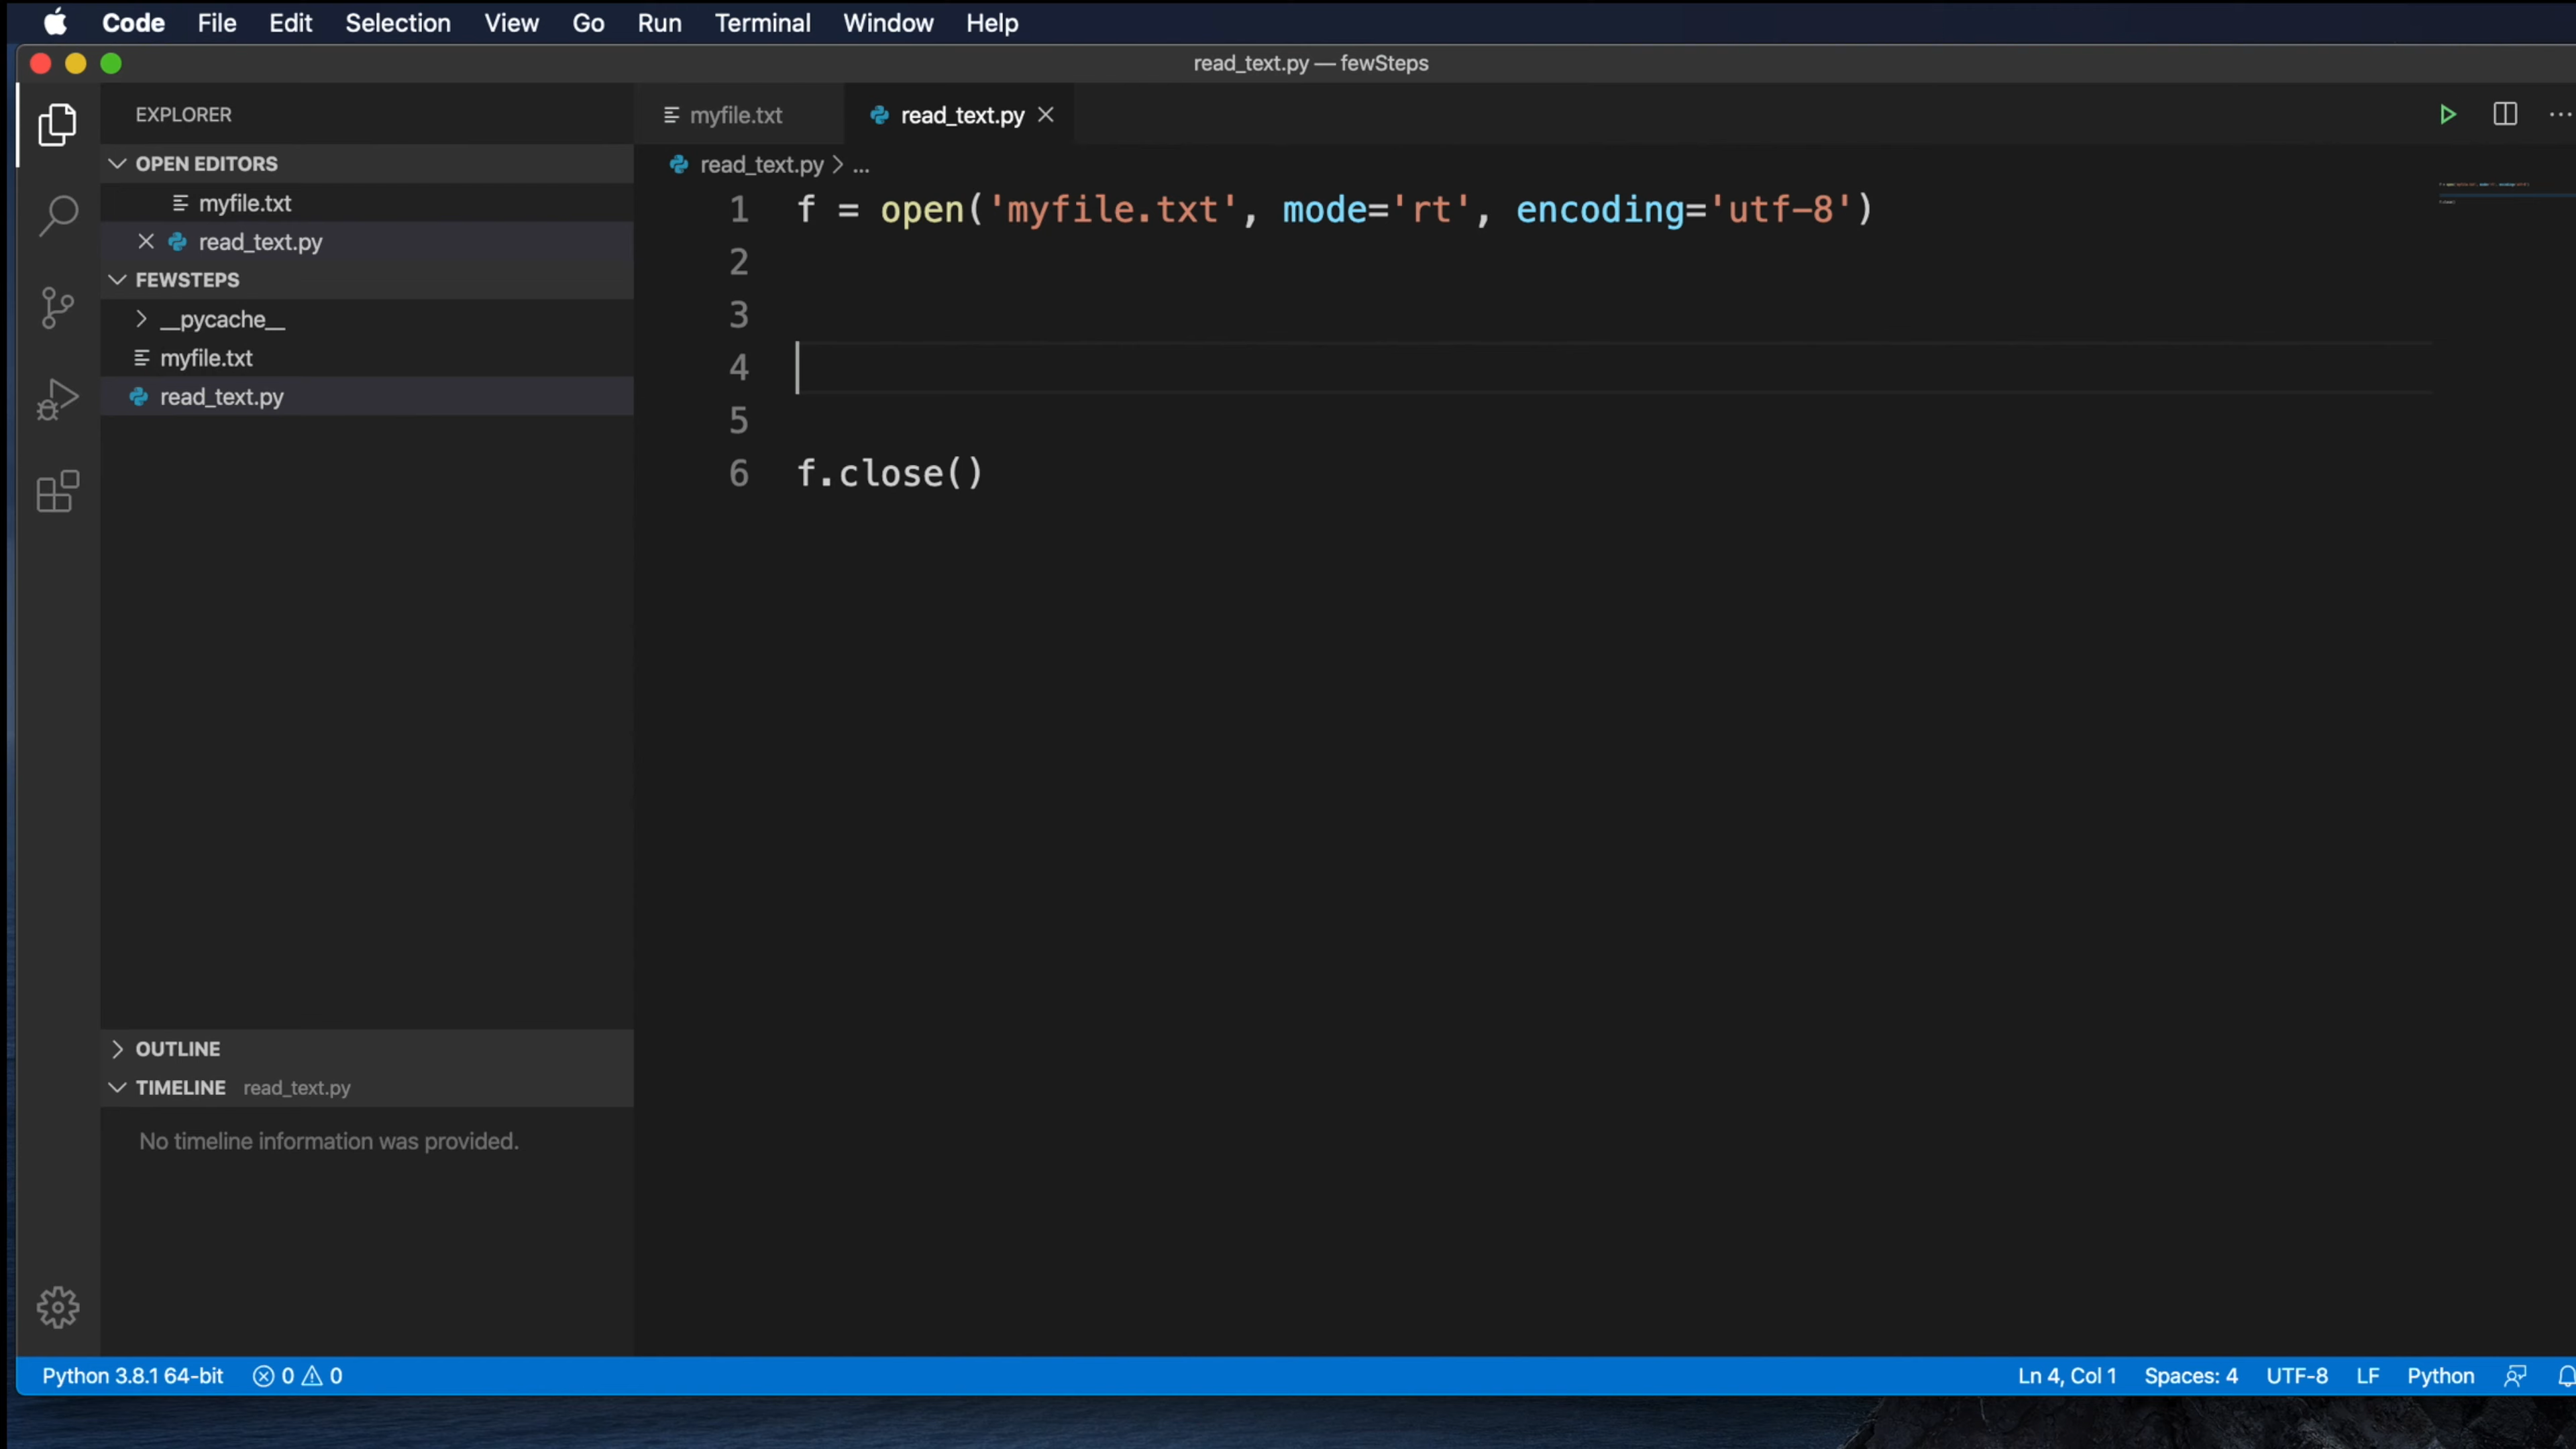 Code File Edit Selection View Go Run Terminal Window Help
read_text.py — fewSteps
EXPLORER
OPEN EDITORS
myfile.txt
read_text.py
FEWSTEPS
__pycache__
myfile.txt
read_text.py
OUTLINE
TIMELINE read_text.py
No timeline information was provided.
myfile.txt read_text.py
read_text.py > ...
1 f = open('myfile.txt', mode='rt', encoding='utf-8')
2
3
4
5
6 f.close()
Python 3.8.1 64-bit 0 0 Ln 4, Col 1 Spaces: 4 UTF-8 LF Python